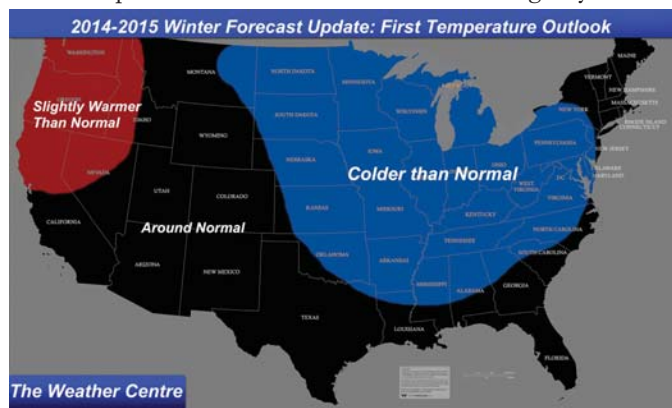 2014-2015 Winter Forecast Update: First Temperature Outlook
WASHINGTON
MONTANA
NORTH DAKOTA
MINNESOTA
MAINE
VERMONT
NEW HAMPSHIRE
MASSACHUSETTS
RHODE ISLAND
CONNECTICUT
Slightly Warmer
Than Normal
IDAHO
WYOMING
SOUTH DAKOTA
WISCONSIN
NEW YORK
PENNSYLVANIA
NEW JERSEY
DELAWARE
MARYLAND
NEVADA
NEBRASKA
IOWA
OHIO
DC
Colder than Normal
UTAH
COLORADO
KANSAS
MISSOURI
KENTUCKY
WEST
VIRGINIA
VIRGINIA
CALIFORNIA
Around Normal
OKLAHOMA
ARKANSAS
TENNESSEE
NORTH CAROLINA
SOUTH CAROLINA
ARIZONA
NEW MEXICO
MISSISSIPPI
ALABAMA
GEORGIA
TEXAS
LOUISIANA
FLORIDA
The Weather Centre